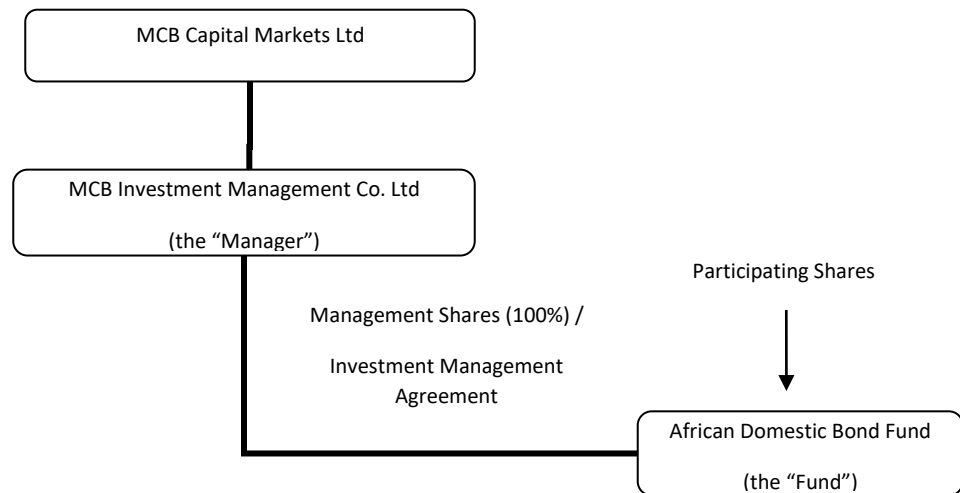 MCB Capital Markets Ltd
MCB Investment Management Co. Ltd
(the “Manager”)
Participating Shares
Management Shares (100%) /
Investment Management
Agreement
African Domestic Bond Fund
(the “Fund”)